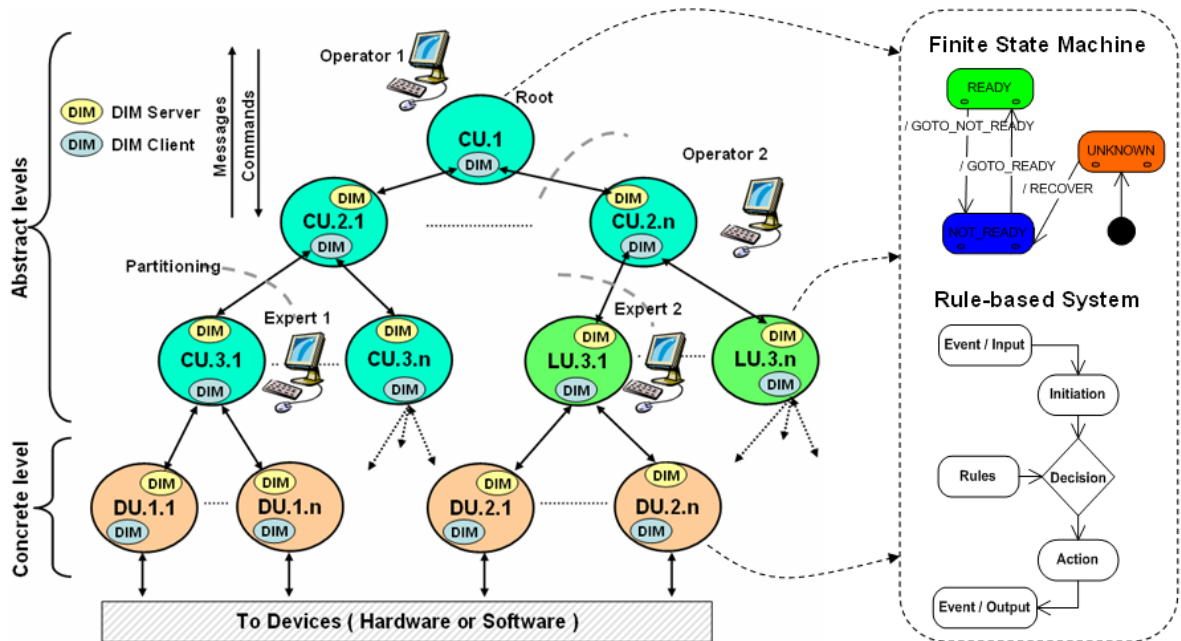 Abstract levels
Concrete level
DIM DIM Server
DIM DIM Client
Messages
Commands
Operator 1
Root
CU.1
DIM
Operator 2
DIM
CU.2.1
DIM
DIM
CU.2.n
DIM
Partitioning
Expert 1
Expert 2
DIM
CU.3.1
DIM
DIM
CU.3.n
DIM
DIM
LU.3.1
DIM
DIM
LU.3.n
DIM
DIM
DU.1.1
DIM
DIM
DU.1.n
DIM
DIM
DU.2.1
DIM
DIM
DU.2.n
DIM
To Devices ( Hardware or Software )
Finite State Machine
READY
/ GOTO_NOT_READY
UNKNOWN
/ GOTO_READY
/ RECOVER
NOT_READY
Rule-based System
Event / Input
Initiation
Rules
Decision
Action
Event / Output